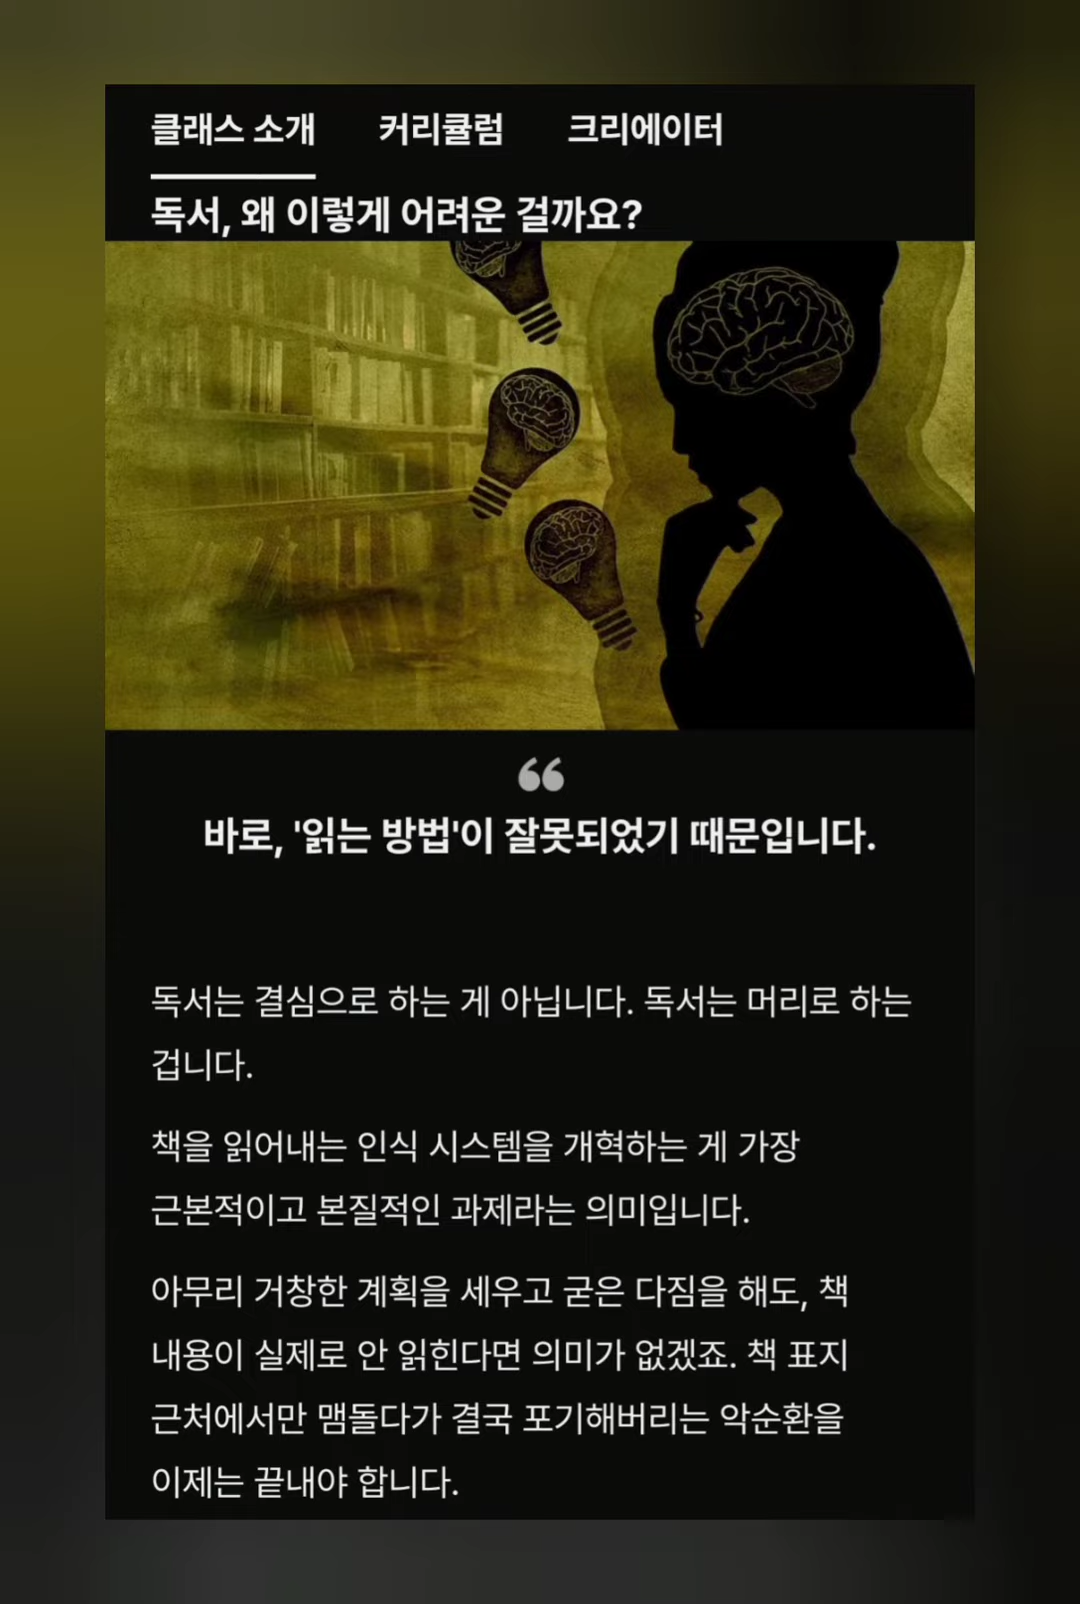 클래스 소개 커리큘럼 크리에이터
독서, 왜 이렇게 어려운 걸까요?
“
바로, '읽는 방법'이 잘못되었기 때문입니다.
독서는 결심으로 하는 게 아닙니다. 독서는 머리로 하는
겁니다.
책을 읽어내는 인식 시스템을 개혁하는 게 가장
근본적이고 본질적인 과제라는 의미입니다.
아무리 거창한 계획을 세우고 굳은 다짐을 해도, 책
내용이 실제로 안 읽힌다면 의미가 없겠죠. 책 표지
근처에서만 맴돌다가 결국 포기해버리는 악순환을
이제는 끝내야 합니다.